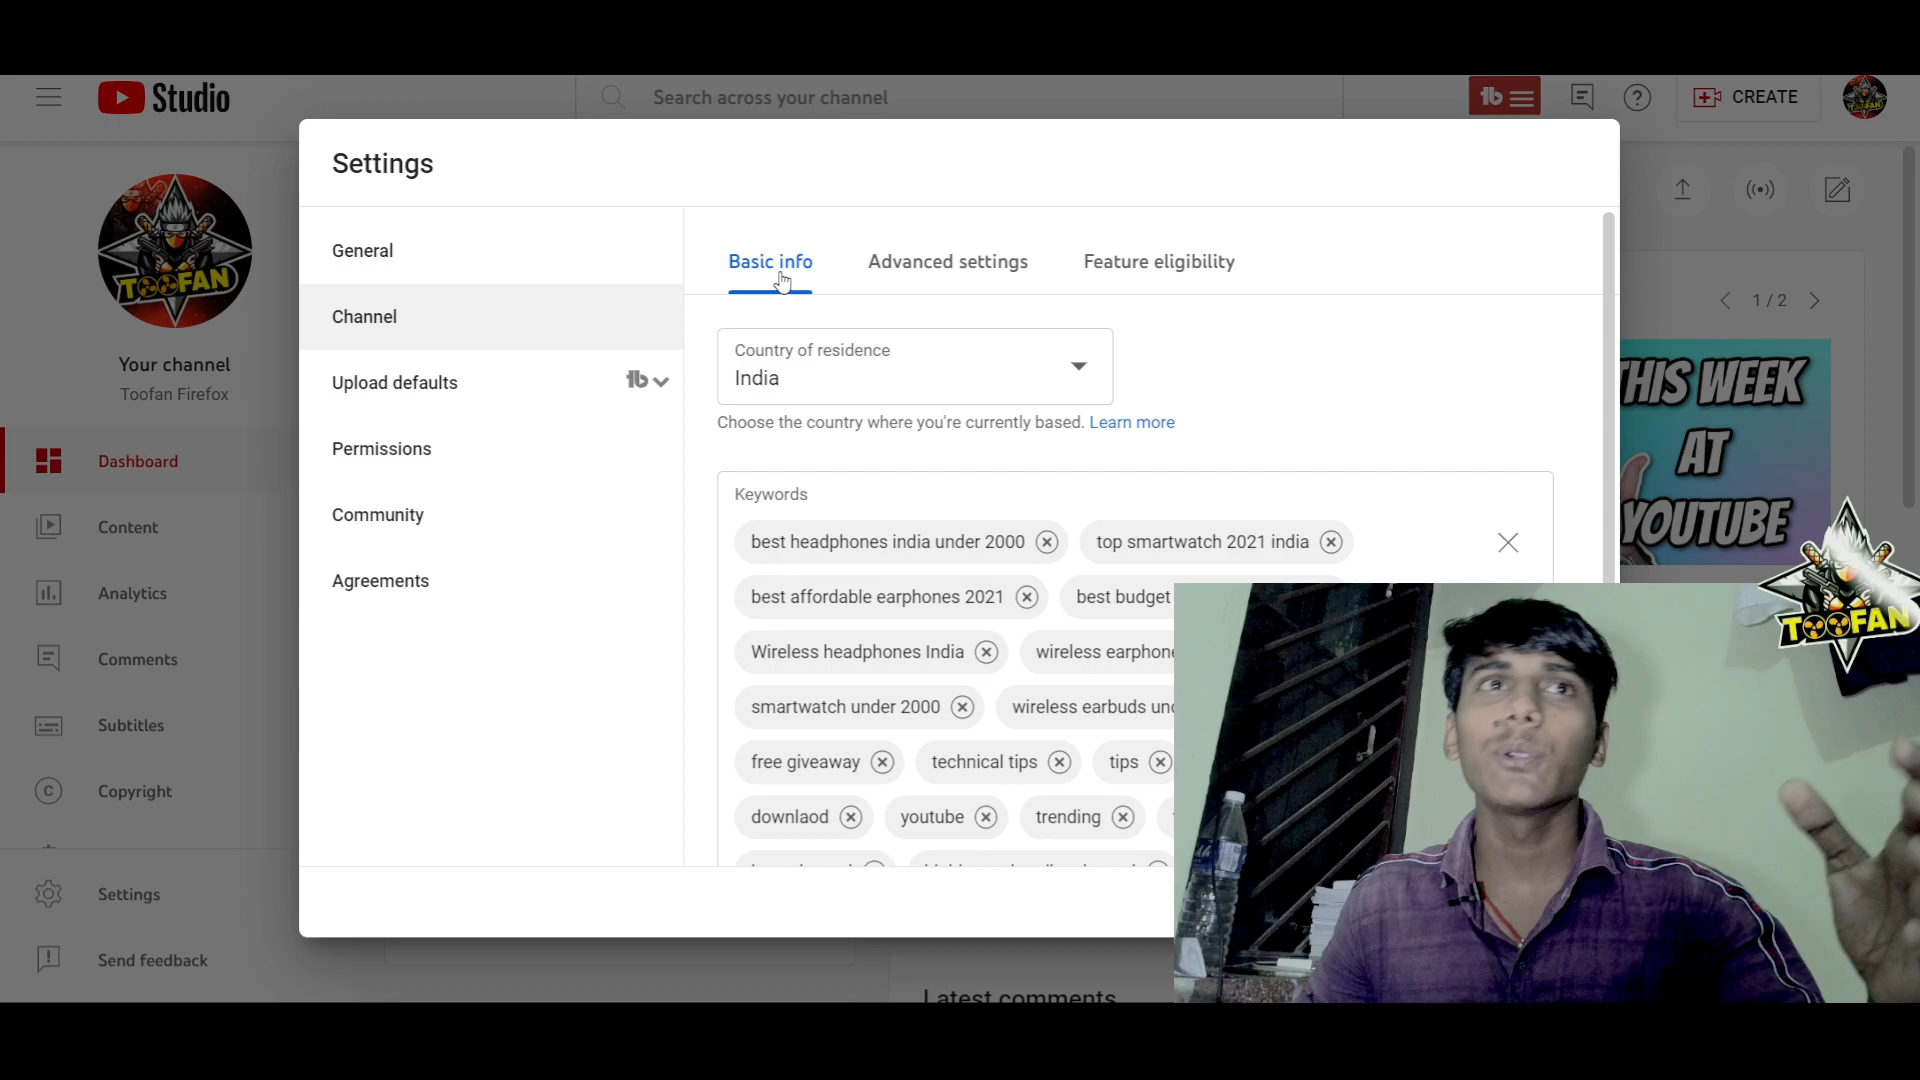 Studio
Search across your channel
CREATE
Settings
General
Channel
Upload defaults
Permissions
Community
Agreements
Basic info
Advanced settings
Feature eligibility
Country of residence
India
Choose the country where you're currently based. Learn more
Keywords
best headphones india under 2000
top smartwatch 2021 india
best affordable earphones 2021
best budget
Wireless headphones India
smartwatch under 2000
wireless earbuds
free giveaway
technical tips
tips
downlaod
youtube
trending
TOOFAN
Your channel
Toofan Firefox
Dashboard
Content
Analytics
Comments
Subtitles
Copyright
Settings
Send feedback
1 / 2
THIS WEEK
AT
YOUTUBE
TOOFAN
Latest comments